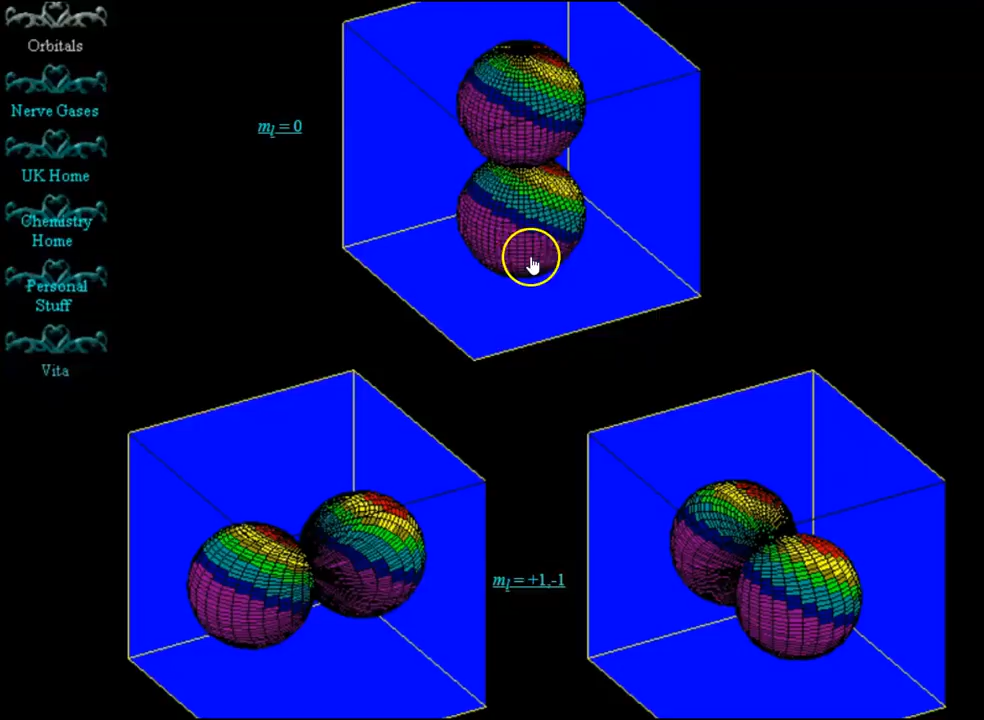 Orbitals
Nerve Gases
UK Home
Chemistry
Home
Personal
Stuff
Vita
mₗ = 0
mₗ = +1,-1